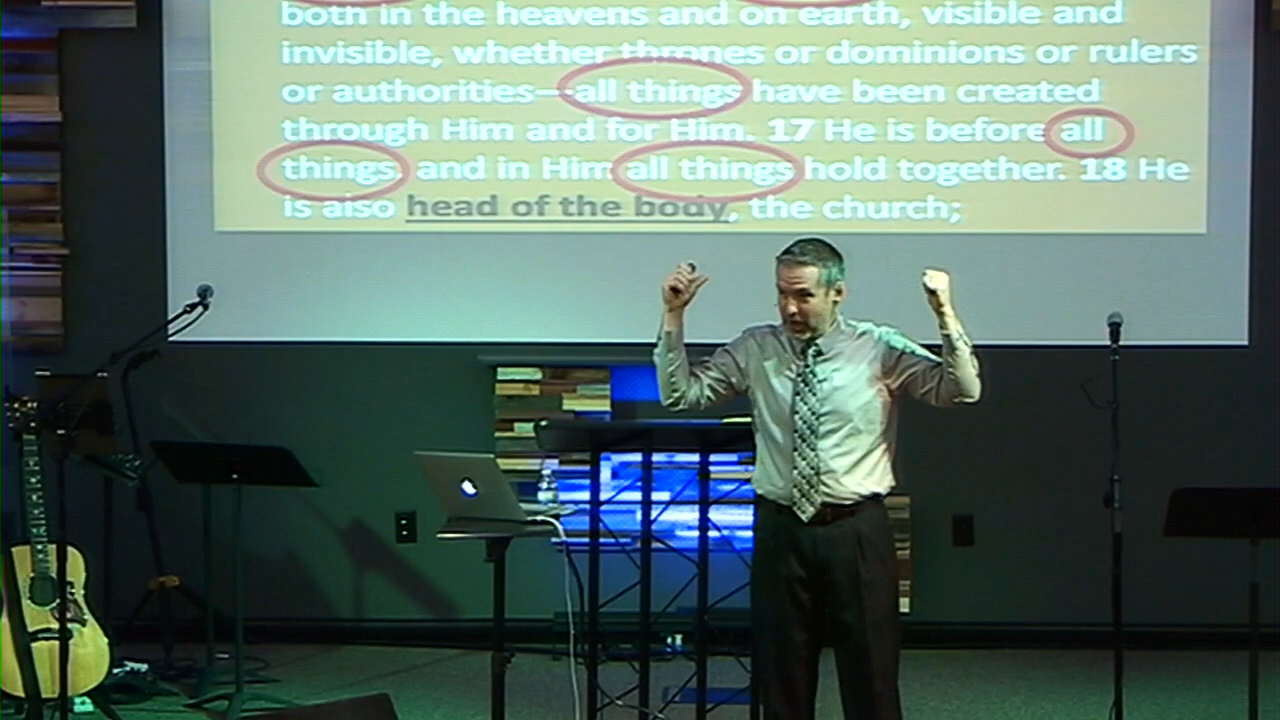 both in the heavens and on earth, visible and
invisible, whether thrones or dominions or rulers
or authorities—all things have been created
through Him and for Him. 17 He is before all
things, and in Him all things hold together. 18 He
is also head of the body, the church;